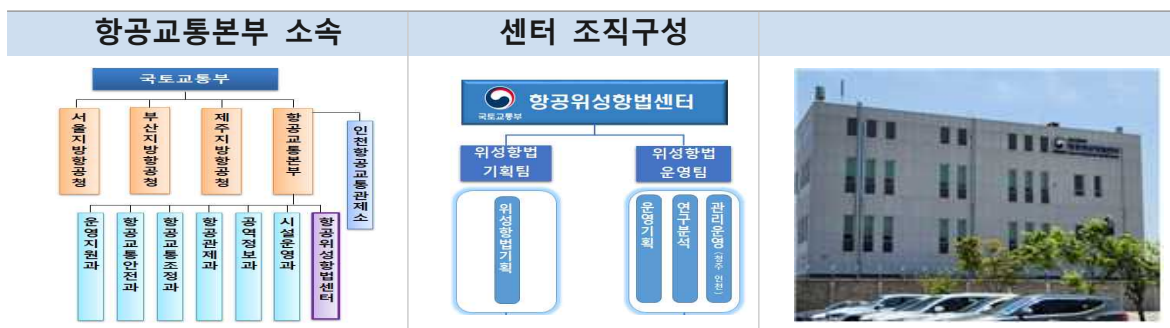 항공교통본부 소속
센터 조직구성
국토교통부
서울지방항공청
부산지방항공청
제주지방항공청
항공교통본부
인천항공교통관제소
운영지원과
항공교통안전과
항공교통조정과
항공관제과
공역정보과
시설운영과
항공위성항법센터
국토교통부
항공위성항법센터
위성항법
기획팀
위성항법
운영팀
위성항법기획
운영기획
연구분석
관리운영(청주 인천)